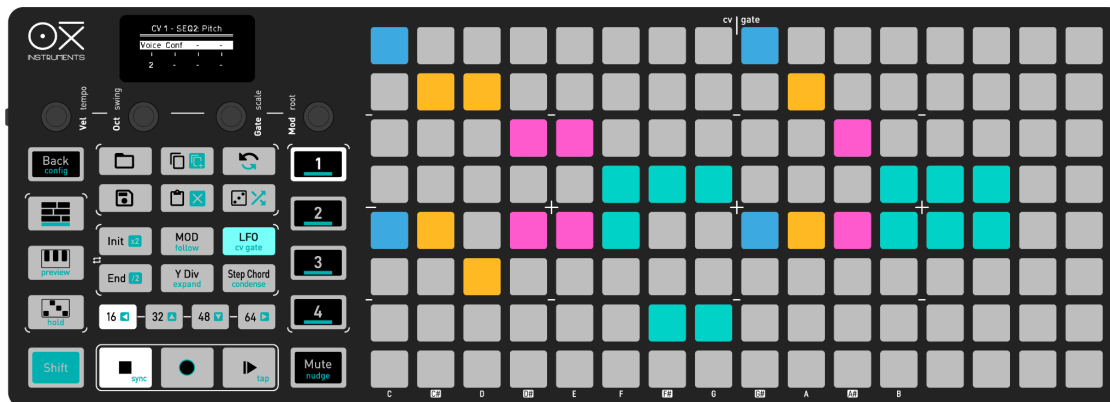 OX
INSTRUMENTS
CV 1 - SEQ2: Pitch
Voice Conf - -
2 - - -
cv | gate
Vel tempo
Oct swing
Gate scale
Mod root
Back
config
1
2
preview
Init x2
MOD
follow
LFO
cv gate
3
End /2
Y Div
expand
Step Chord
condense
hold
16
32
48
64
4
Shift
sync
tap
Mute
nudge
C C# D D# E F F# G G# A A# B